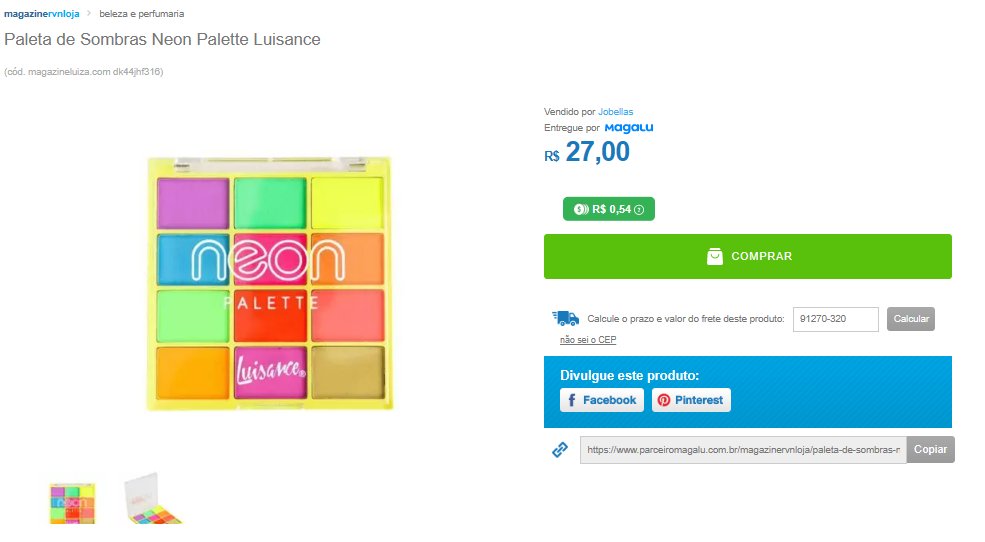 magazinervnloja > beleza e perfumaria
Paleta de Sombras Neon Palette Luisance
(cód. magazineluiza.com dk44jhf316)
Vendido por Jobellas
Entregue por Magalu
R$ 27,00
R$ 0,54
COMPRAR
Calcule o prazo e valor do frete deste produto: 91270-320 Calcular
não sei o CEP
neon
PALETTE
Luisance®
Divulgue este produto:
Facebook Pinterest
https://www.parceiromagalu.com.br/magazinervnloja/paleta-de-sombras-n Copiar
neon